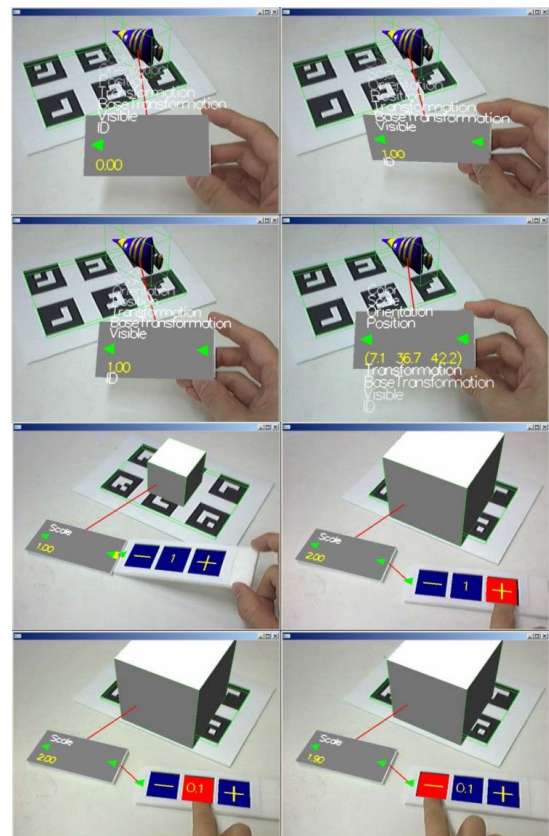 Position
Transformation
BaseTransformation
Visible
ID
0.00
Transformation
BaseTransformation
Visible
1.00
ID
Position
Transformation
BaseTransformation
Visible
1.00
ID
Color
Scale
Orientation
Position
(7.1 36.7 42.2)
Transformation
BaseTransformation
Visible
ID
Scale
1.00
− 1 +
Scale
2.00
− 1 +
Scale
2.00
− 0.1 +
Scale
1.90
− 0.1 +